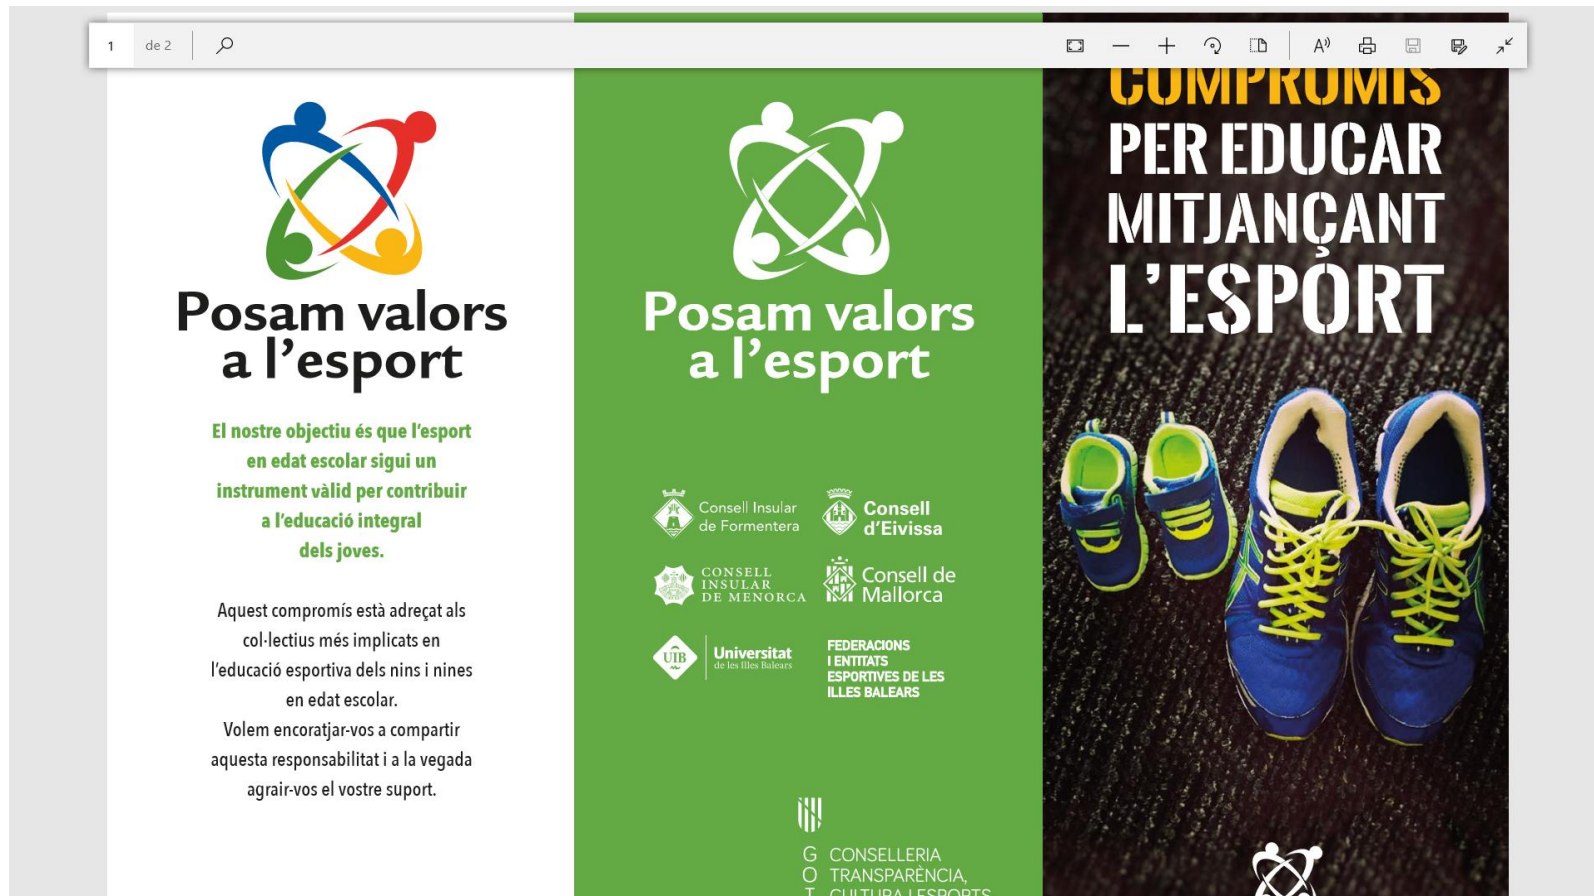 1 de 2
Posam valors
a l’esport
El nostre objectiu és que l’esport
en edat escolar sigui un
instrument vàlid per contribuir
a l’educació integral
dels joves.
Aquest compromís està adreçat als
col·lectius més implicats en
l’educació esportiva dels nins i nines
en edat escolar.
Volem encoratjar-vos a compartir
aquesta responsabilitat i a la vegada
agrair-vos el vostre suport.
Posam valors
a l’esport
Consell Insular
de Formentera
Consell
d’Eivissa
CONSELL
INSULAR
DE MENORCA
Consell de
Mallorca
UIB
Universitat
de les Illes Balears
FEDERACIONS
I ENTITATS
ESPORTIVES DE LES
ILLES BALEARS
G CONSELLERIA
O TRANSPARÈNCIA,
I CULTURA I ESPORTS
COMPROMÍS
PER EDUCAR
MITJANÇANT
L’ESPORT